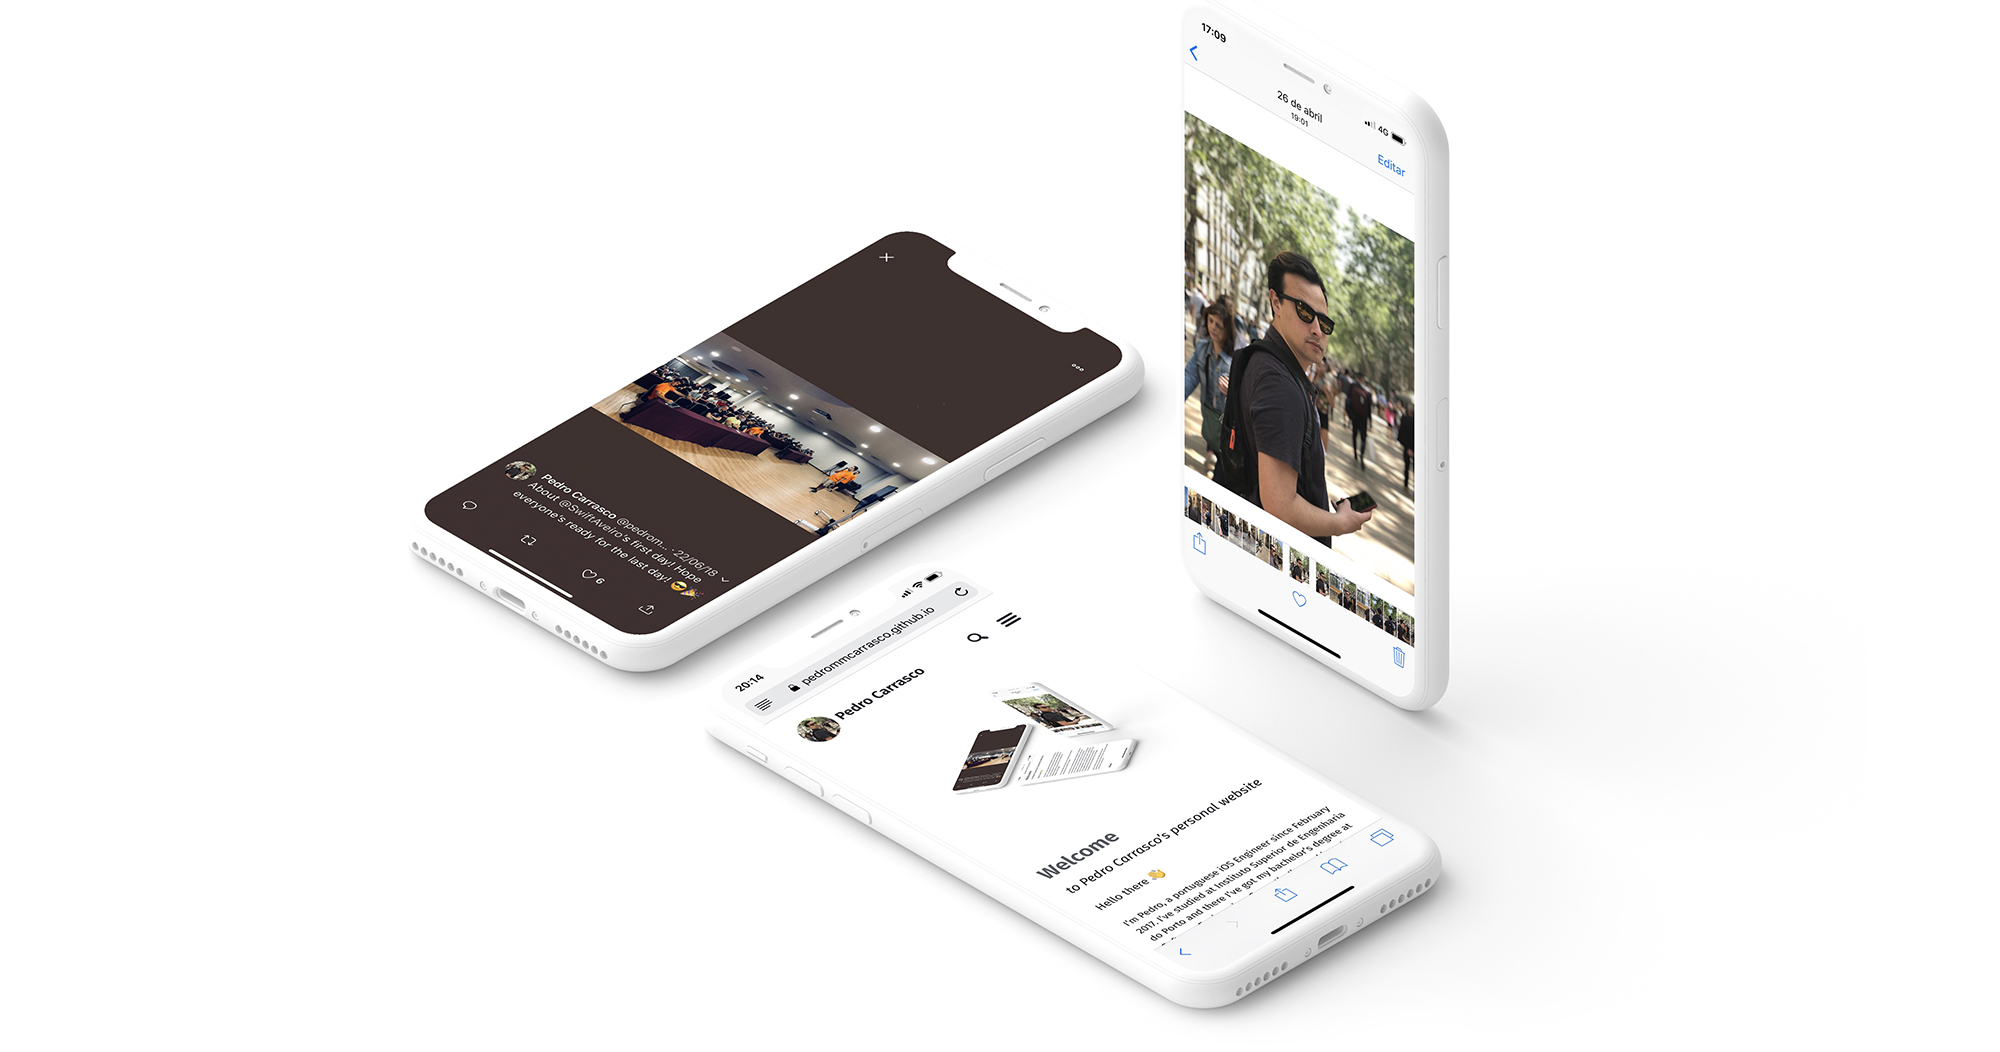 Pedro Carrasco @pedrom... · 22/06/18
About @SwiftAveiro's first day! Hope
everyone's ready for the last day! 😎🎉
6
17:09
26 de abril
19:01
4G
Editar
20:14
pedrommcarrasco.github.io
Pedro Carrasco
Welcome
to Pedro Carrasco's personal website
Hello there 👋
I'm Pedro, a portuguese iOS Engineer since February
2017. I've studied at Instituto Superior de Engenharia
do Porto and there I've got my bachelor's degree at